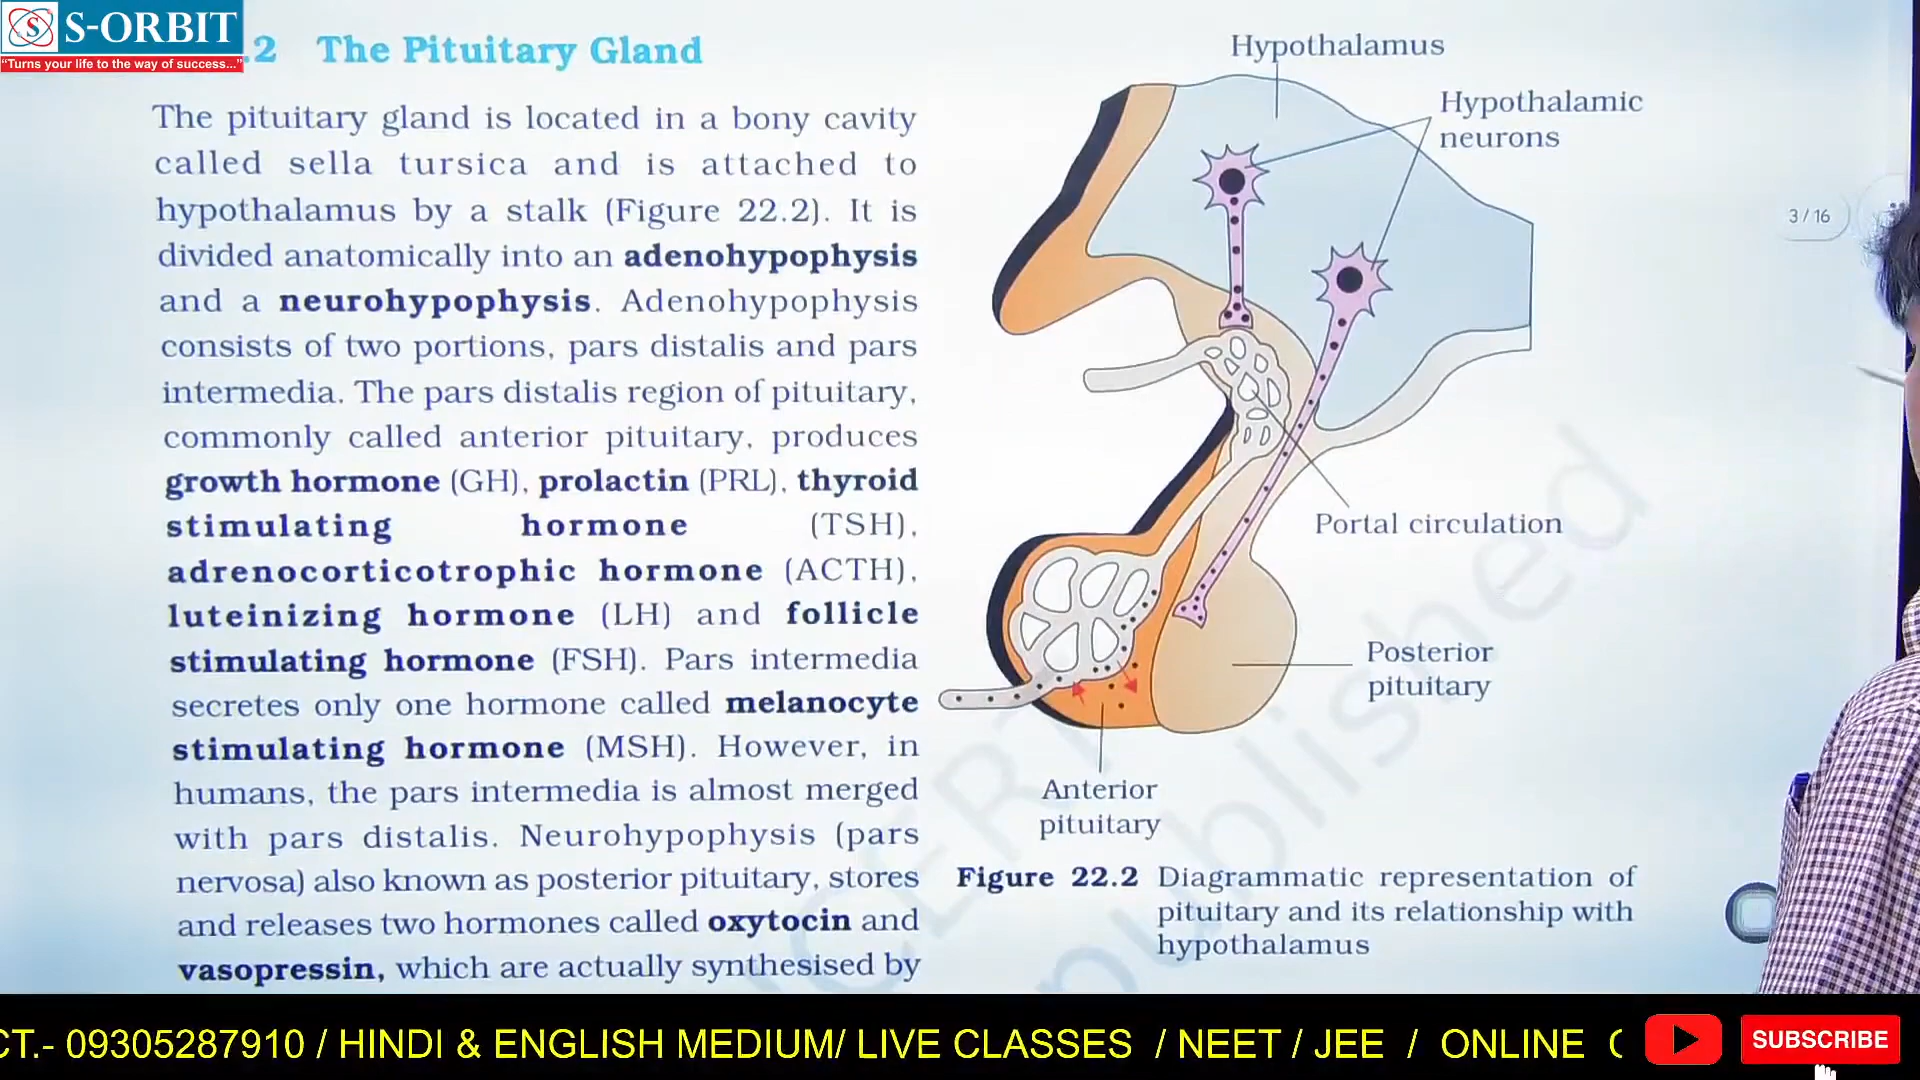 S-ORBIT
"Turns your life to the way of success..."
.2 The Pituitary Gland
The pituitary gland is located in a bony cavity
called sella tursica and is attached to
hypothalamus by a stalk (Figure 22.2). It is
divided anatomically into an adenohypophysis
and a neurohypophysis. Adenohypophysis
consists of two portions, pars distalis and pars
intermedia. The pars distalis region of pituitary,
commonly called anterior pituitary, produces
growth hormone (GH), prolactin (PRL), thyroid
stimulating hormone (TSH),
adrenocorticotrophic hormone (ACTH),
luteinizing hormone (LH) and follicle
stimulating hormone (FSH). Pars intermedia
secretes only one hormone called melanocyte
stimulating hormone (MSH). However, in
humans, the pars intermedia is almost merged
with pars distalis. Neurohypophysis (pars
nervosa) also known as posterior pituitary, stores
and releases two hormones called oxytocin and
vasopressin, which are actually synthesised by
Hypothalamus
Hypothalamic
neurons
Portal circulation
Posterior
pituitary
Anterior
pituitary
Figure 22.2 Diagrammatic representation of
pituitary and its relationship with
hypothalamus
3/16
published
CT.- 09305287910 / HINDI & ENGLISH MEDIUM/ LIVE CLASSES / NEET / JEE / ONLINE
SUBSCRIBE